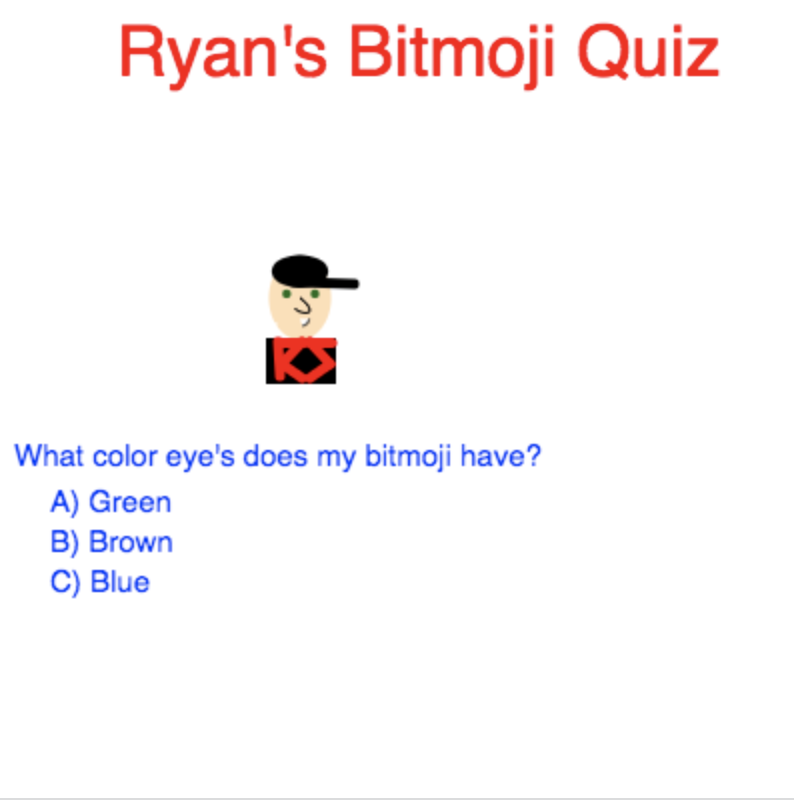 Ryan's Bitmoji Quiz
What color eye's does my bitmoji have?
A) Green
B) Brown
C) Blue